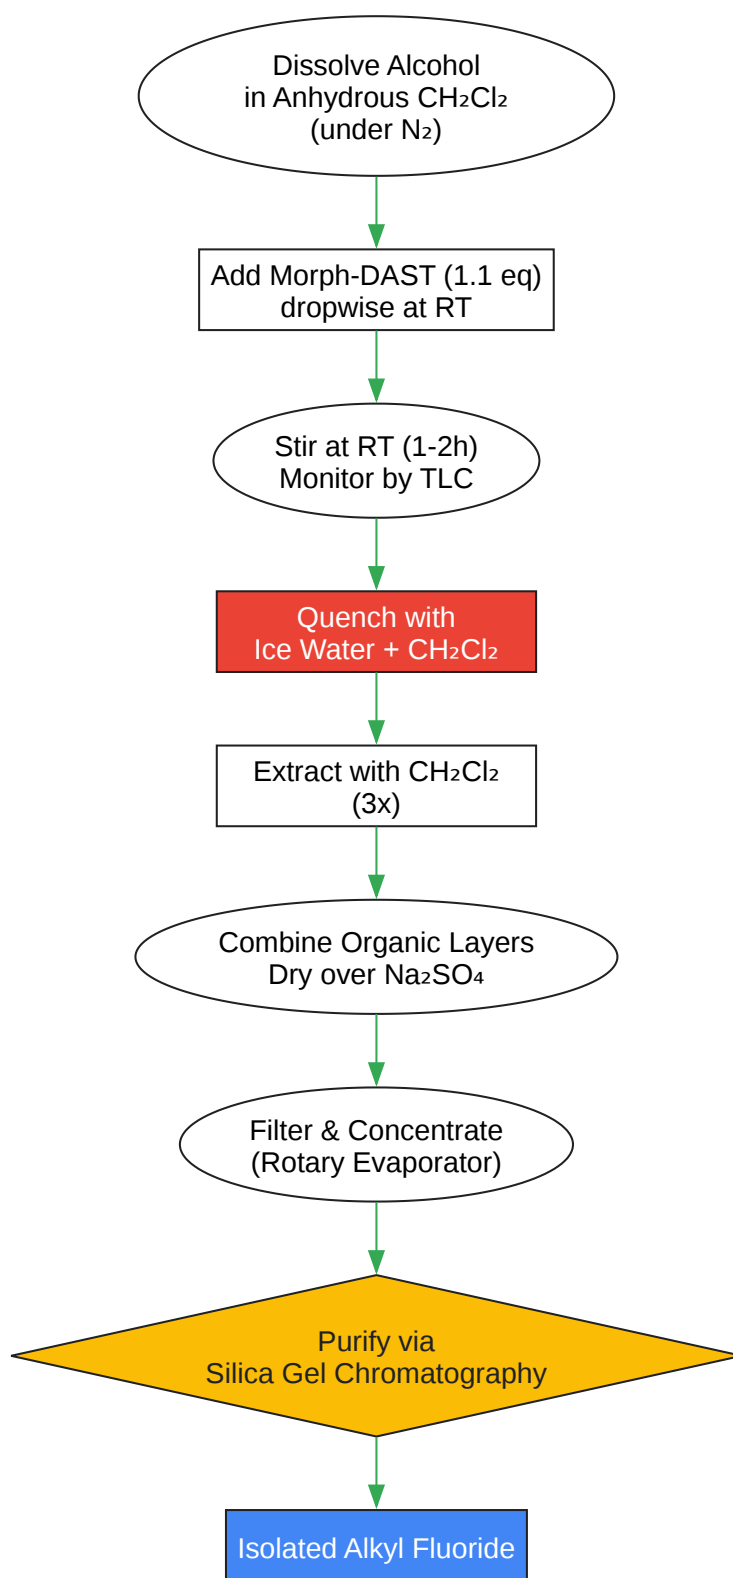 Dissolve Alcohol
in Anhydrous CH₂Cl₂
(under N₂)
Add Morph-DAST (1.1 eq)
dropwise at RT
Stir at RT (1-2h)
Monitor by TLC
Quench with
Ice Water + CH₂Cl₂
Extract with CH₂Cl₂
(3x)
Combine Organic Layers
Dry over Na₂SO₄
Filter & Concentrate
(Rotary Evaporator)
Purify via
Silica Gel Chromatography
Isolated Alkyl Fluoride